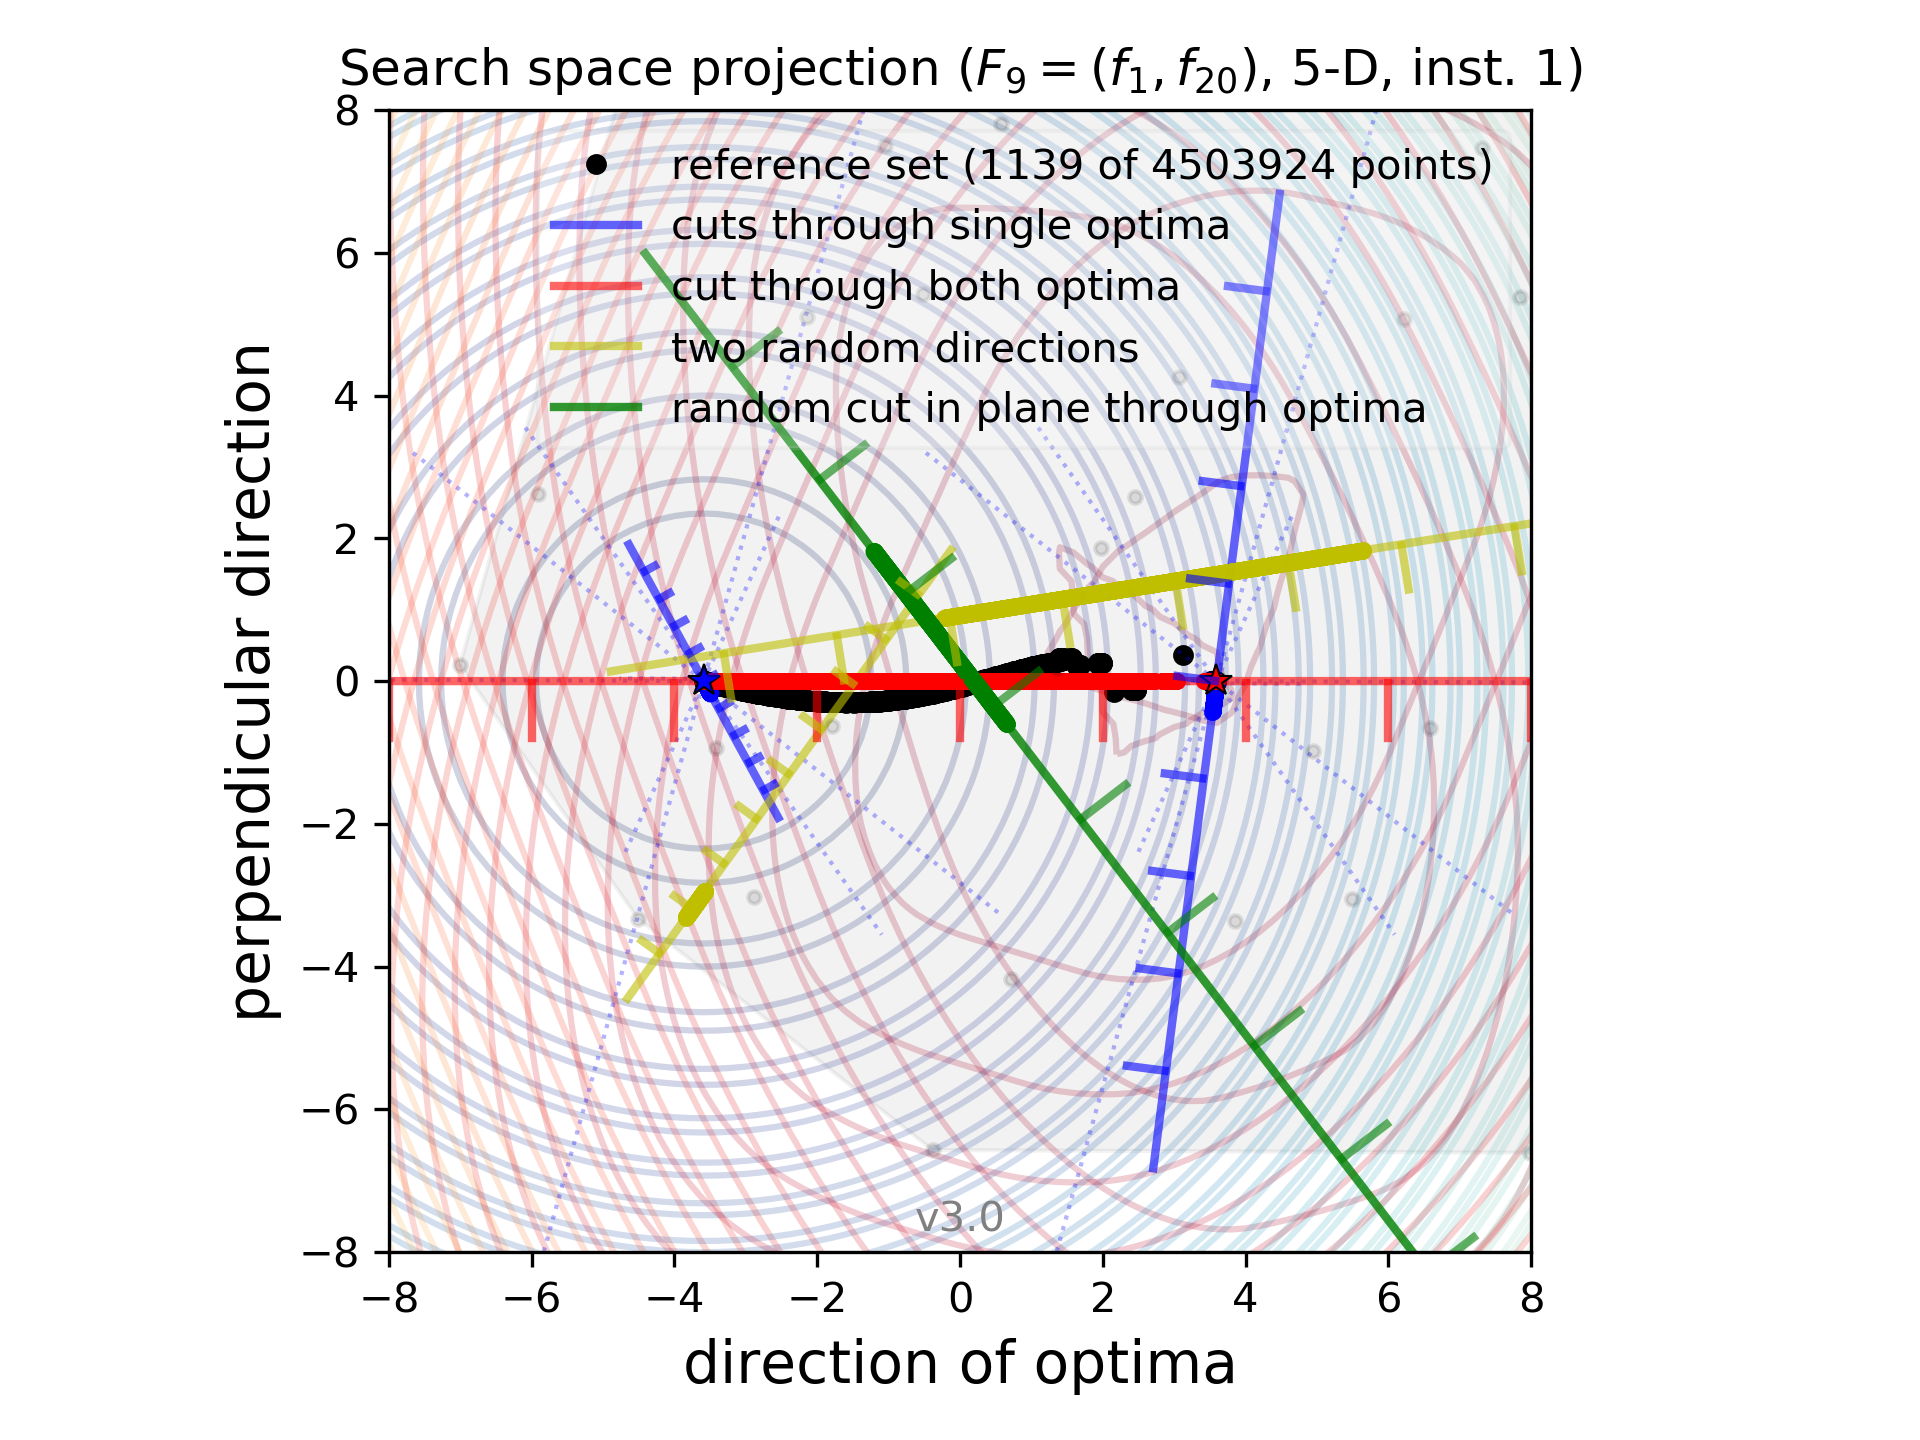 Search space projection (F₉ = (f₁, f₂₀), 5-D, inst. 1)
reference set (1139 of 4503924 points)
cuts through single optima
cut through both optima
two random directions
random cut in plane through optima
8
6
4
2
0
−2
−4
−6
−8
perpendicular direction
v3.0
−8 −6 −4 −2 0 2 4 6 8
direction of optima